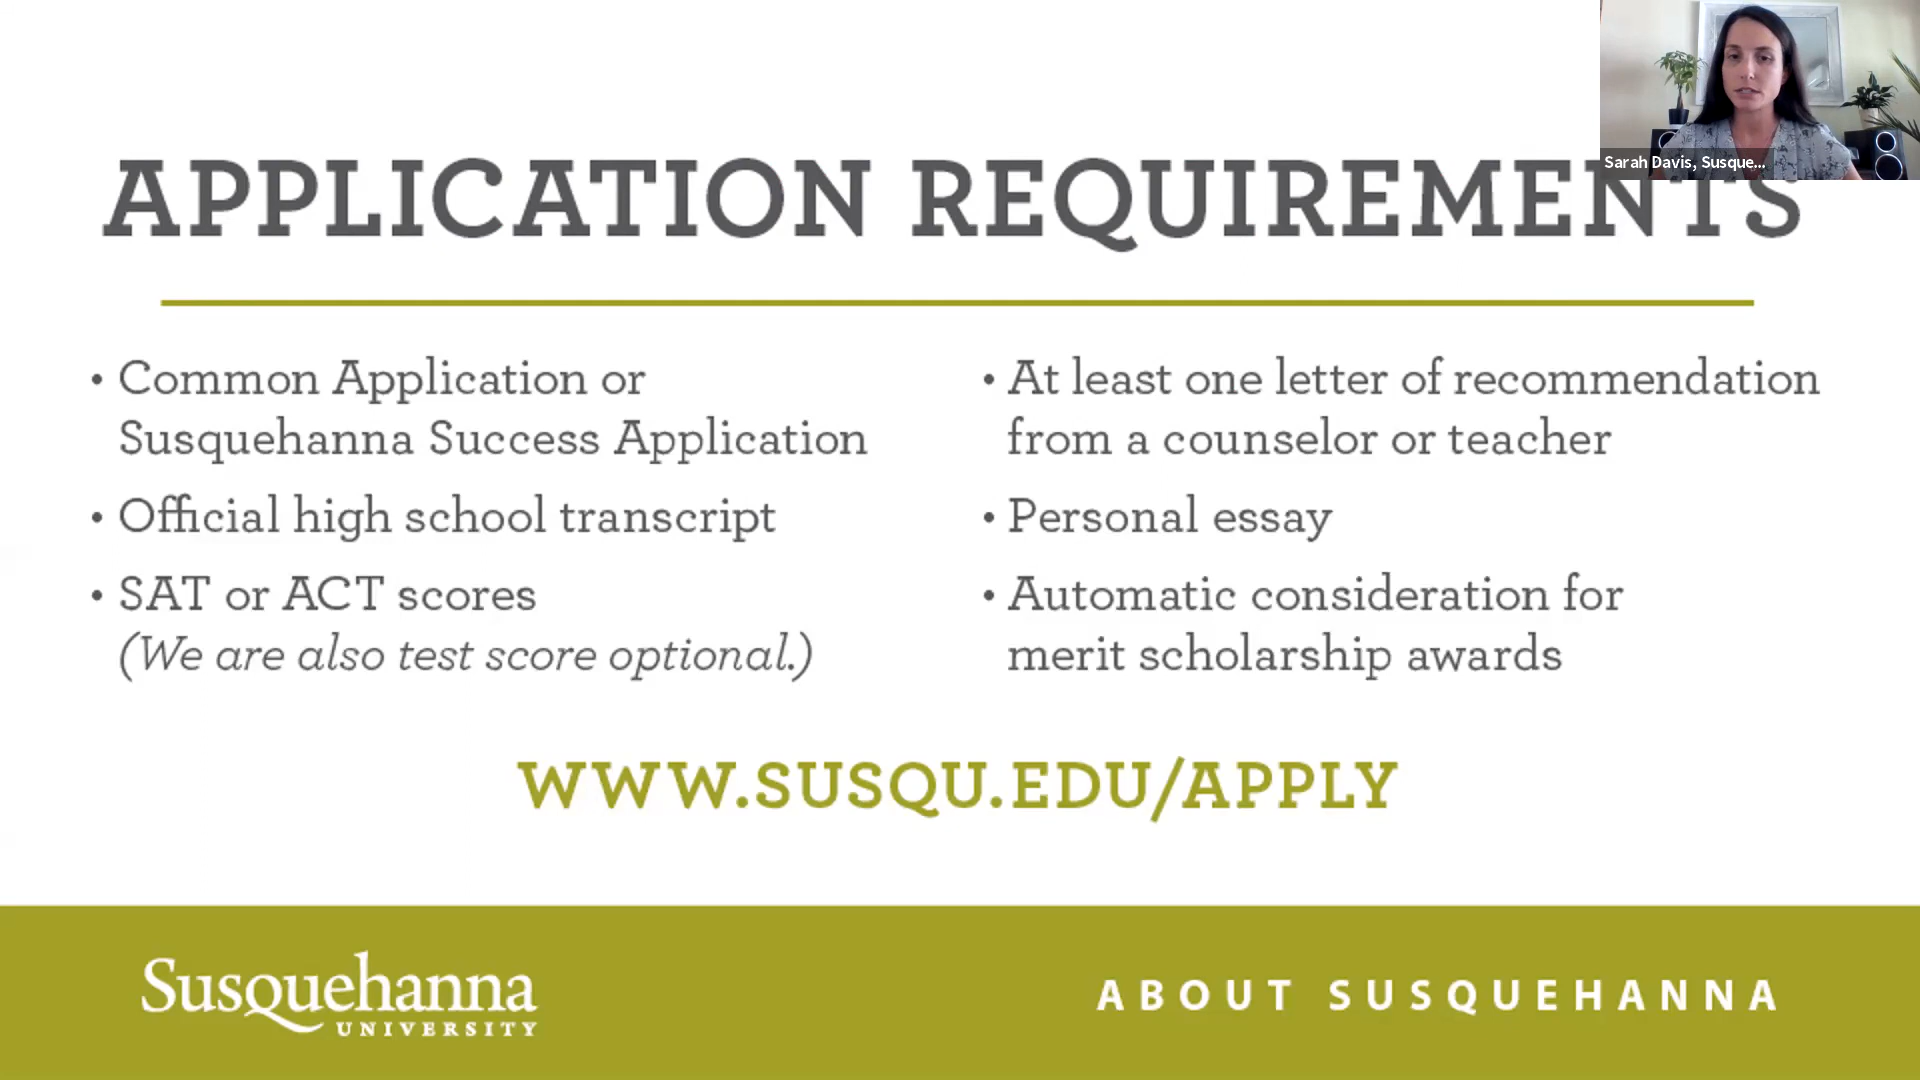 Sarah Davis, Susque...
APPLICATION REQUIREMENTS
• Common Application or
Susquehanna Success Application
• Official high school transcript
• SAT or ACT scores
(We are also test score optional.)
• At least one letter of recommendation
from a counselor or teacher
• Personal essay
• Automatic consideration for
merit scholarship awards
WWW.SUSQU.EDU/APPLY
Susquehanna
UNIVERSITY
ABOUT SUSQUEHANNA